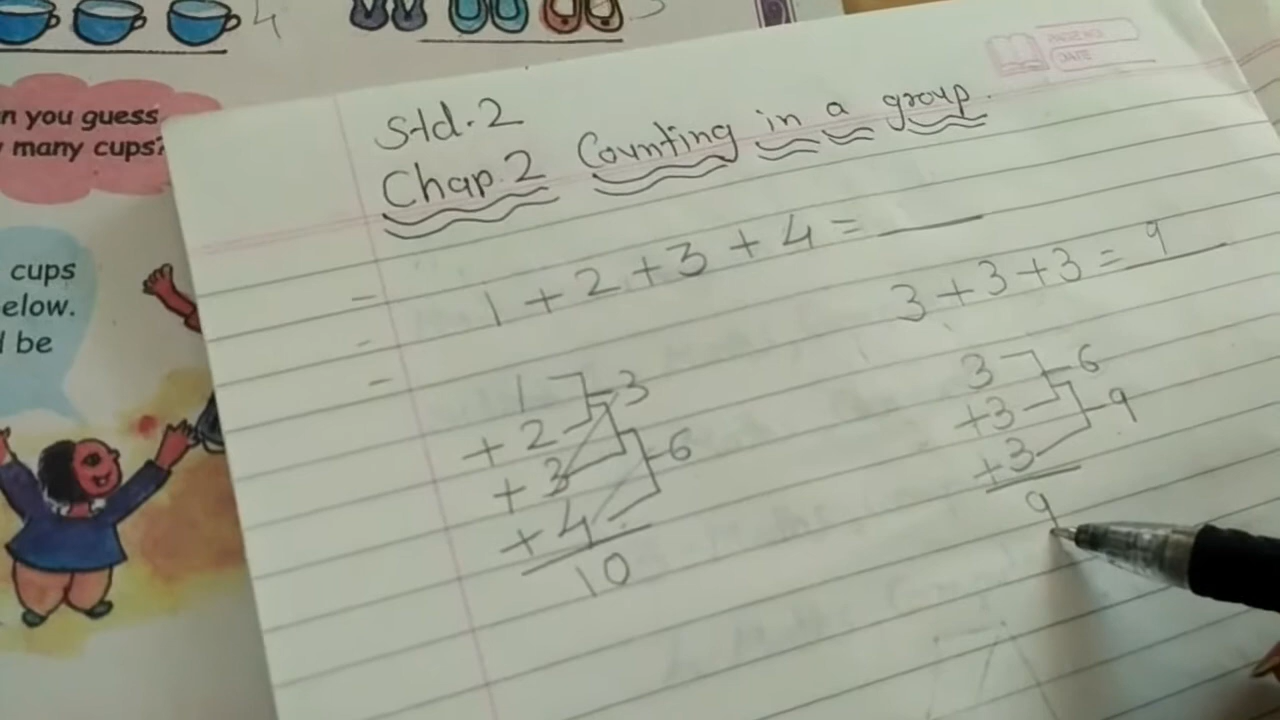 4
5
n you guess
many cups?
cups
elow.
be
PAGE NO.
DATE
Std.2
Chap.2 Counting in a group.
1 + 2 + 3 + 4 =
3 + 3 + 3 = 9
1
+ 2
+ 3
+ 4
10
3
6
3
+3
+3
9
6
9